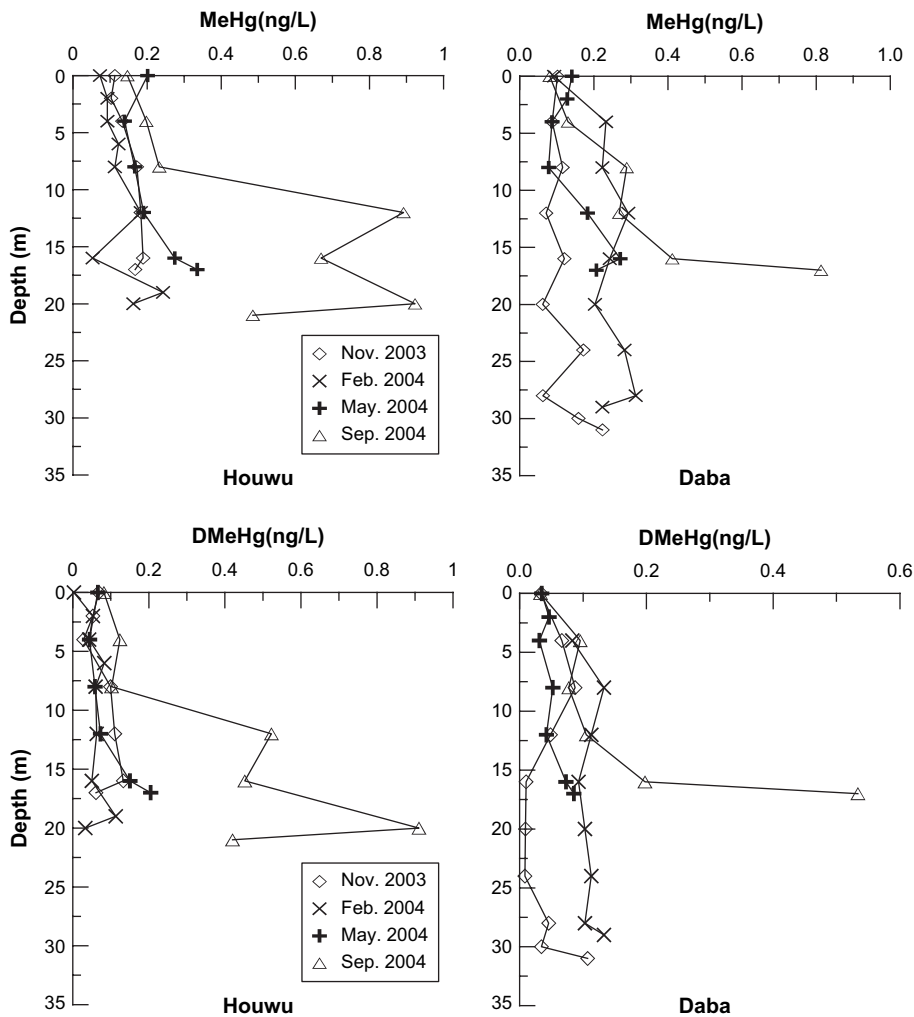 MeHg(ng/L)
0 0.2 0.4 0.6 0.8 1
0
5
10
15
20
25
30
35
Depth (m)
Nov. 2003
Feb. 2004
May. 2004
Sep. 2004
Houwu
MeHg(ng/L)
0 0.2 0.4 0.6 0.8 1.0
0
5
10
15
20
25
30
35
Daba
DMeHg(ng/L)
0 0.2 0.4 0.6 0.8 1
0
5
10
15
20
25
30
35
Depth (m)
Nov. 2003
Feb. 2004
May. 2004
Sep. 2004
Houwu
DMeHg(ng/L)
0.0 0.2 0.4 0.6
0
5
10
15
20
25
30
35
Daba